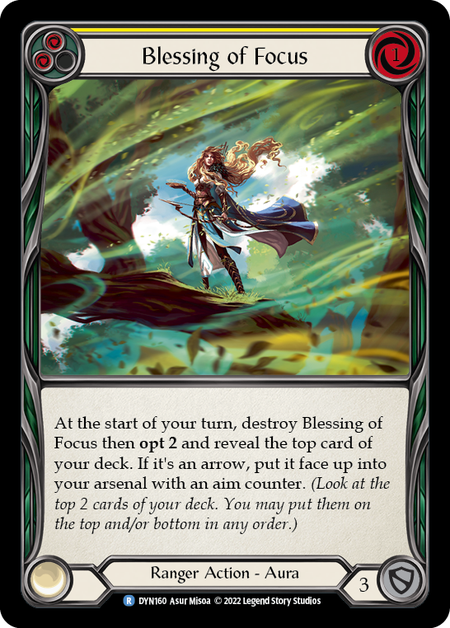 Blessing of Focus
1
At the start of your turn, destroy Blessing of
Focus then opt 2 and reveal the top card of
your deck. If it's an arrow, put it face up into
your arsenal with an aim counter. (Look at the
top 2 cards of your deck. You may put them on
the top and/or bottom in any order.)
Ranger Action - Aura
3
R DYN160 Asur Misoa © 2022 Legend Story Studios